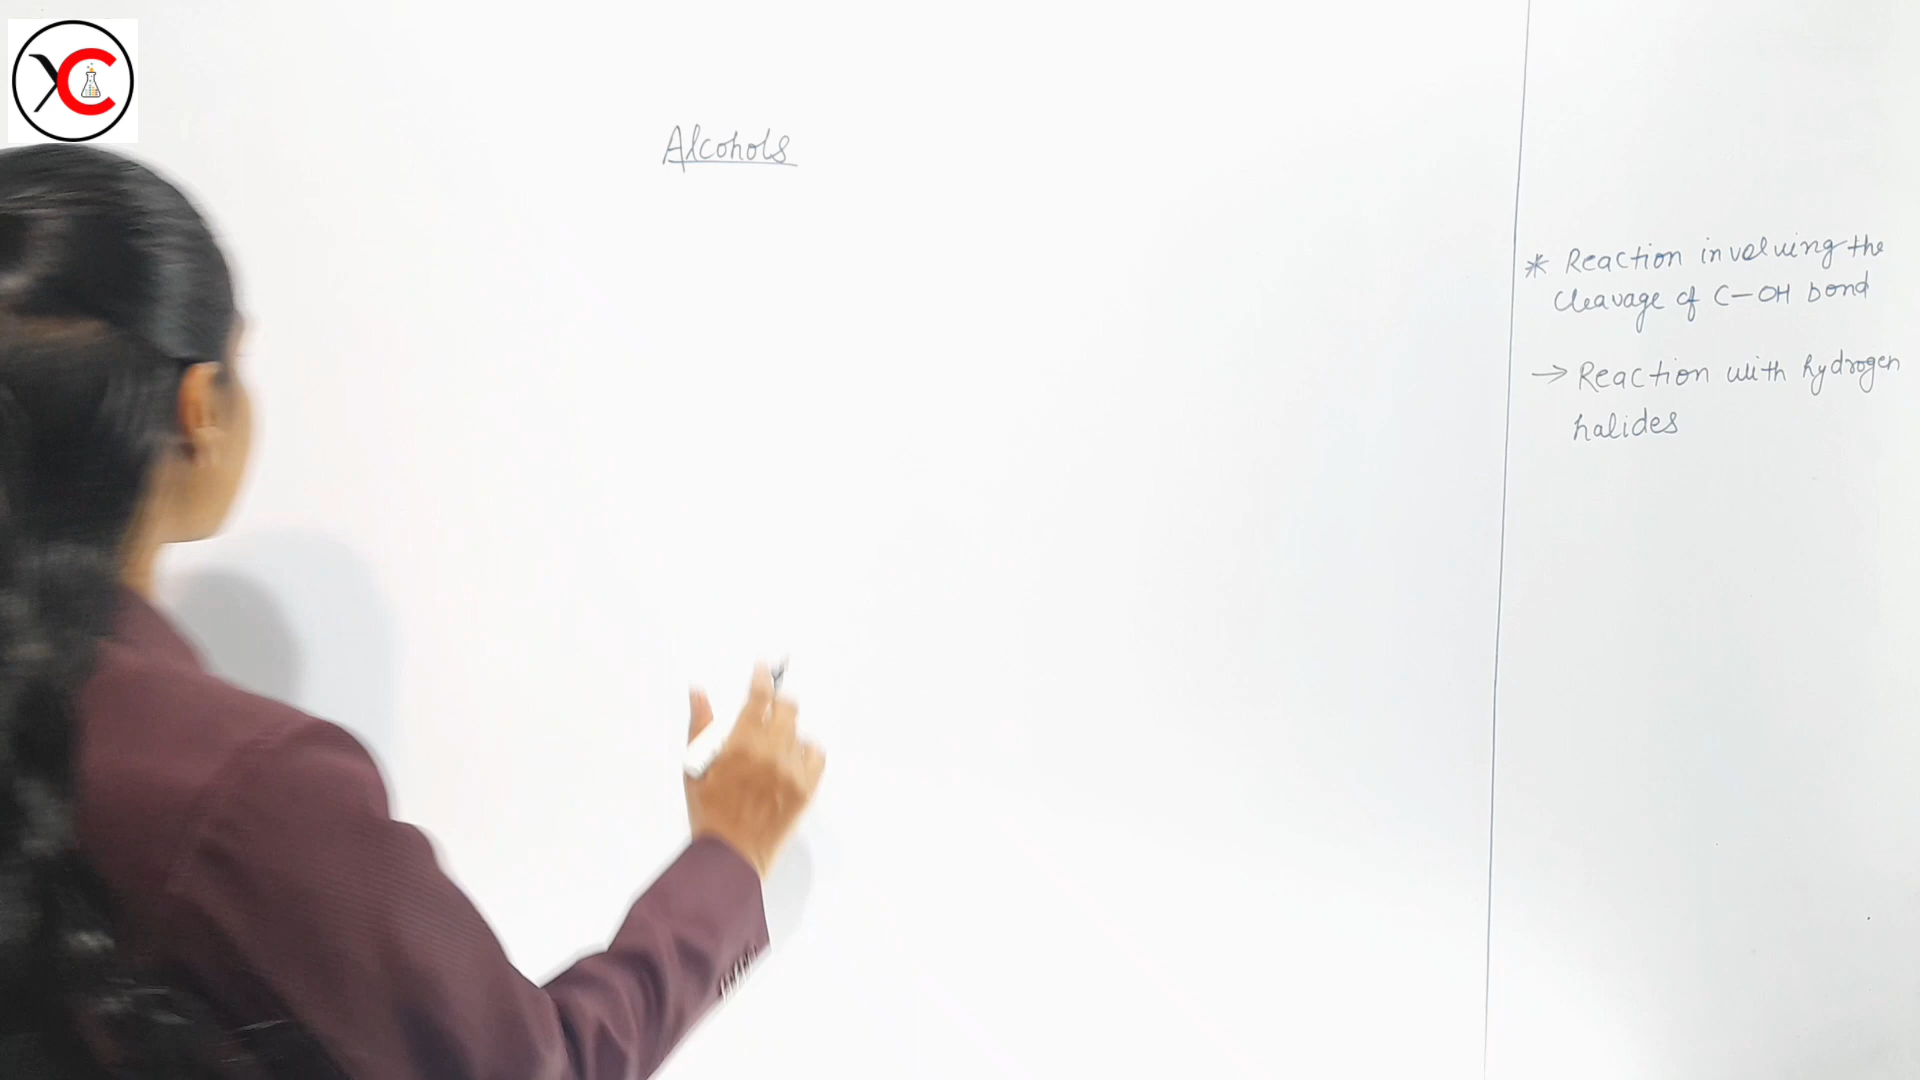 Alcohols
* Reaction involving the
cleavage of C-OH bond
→ Reaction with hydrogen
halides